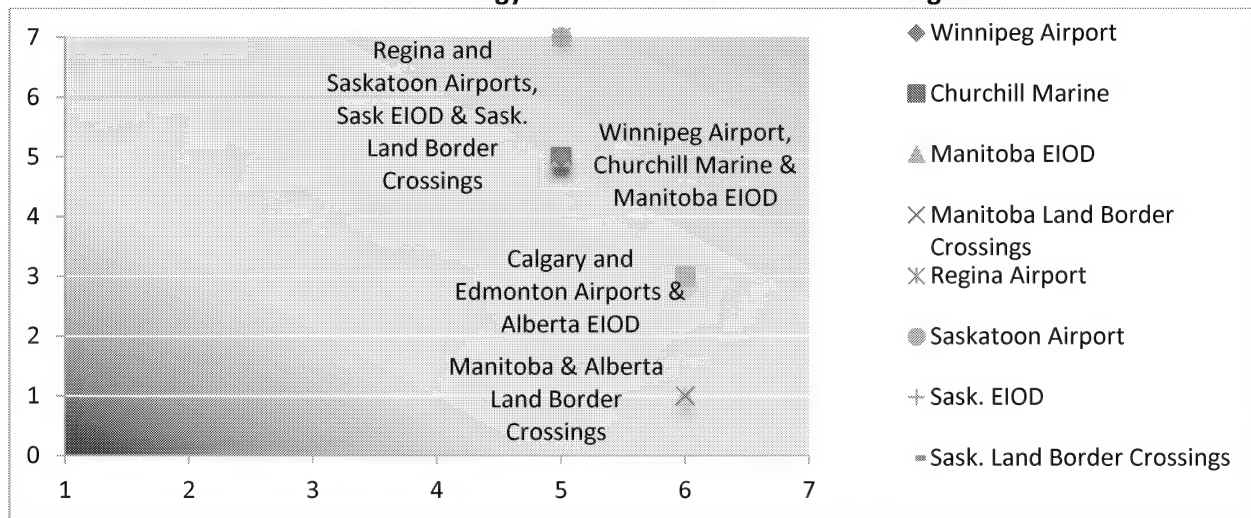 7
6
5
4
3
2
1
0
1 2 3 4 5 6 7
Regina and
Saskatoon Airports,
Sask EIOD & Sask.
Land Border
Crossings
Winnipeg Airport,
Churchill Marine &
Manitoba EIOD
Calgary and
Edmonton Airports &
Alberta EIOD
Manitoba & Alberta
Land Border
Crossings
Winnipeg Airport
Churchill Marine
Manitoba EIOD
Manitoba Land Border
Crossings
Regina Airport
Saskatoon Airport
Sask. EIOD
Sask. Land Border Crossings